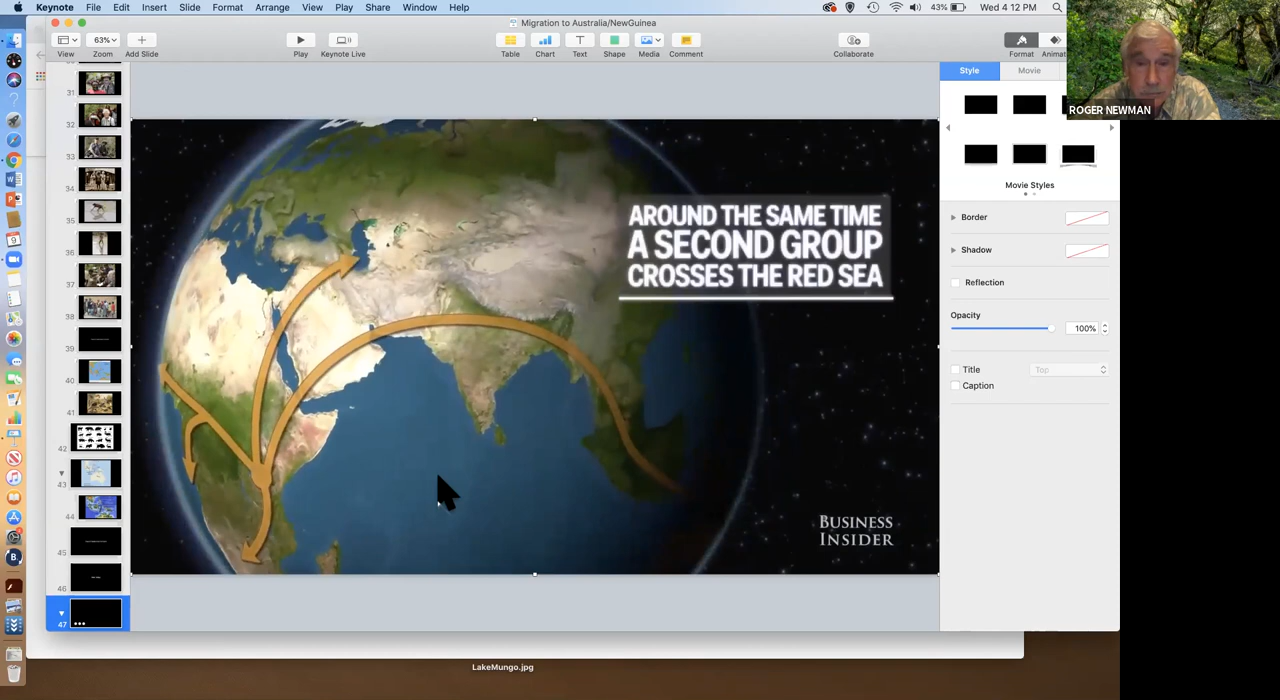 Keynote File Edit Insert Slide Format Arrange View Play Share Window Help
43% Wed 4 12 PM
Migration to Australia/NewGuinea
63%
View Zoom Add Slide Play Keynote Live Table Chart Text Shape Media Comment Collaborate Format Animat
Style Movie
ROGER NEWMAN
31
32
33
34
35
36
37
38
39
40
41
42
43
44
45
46
47
AROUND THE SAME TIME
A SECOND GROUP
CROSSES THE RED SEA
BUSINESS
INSIDER
Movie Styles
Border
Shadow
Reflection
Opacity
100%
Title Top
Caption
LakeMungo.jpg